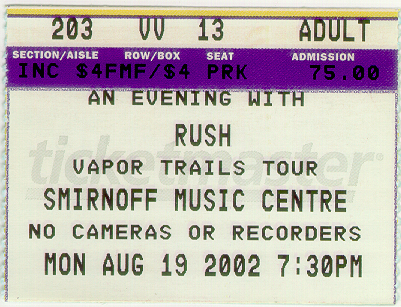 203 VV 13 ADULT
SECTION/AISLE ROW/BOX SEAT ADMISSION
INC $4FMF/$4 PRK 75.00
AN EVENING WITH
RUSH
VAPOR TRAILS TOUR
ticketmaster®
SMIRNOFF MUSIC CENTRE
NO CAMERAS OR RECORDERS
MON AUG 19 2002 7:30PM